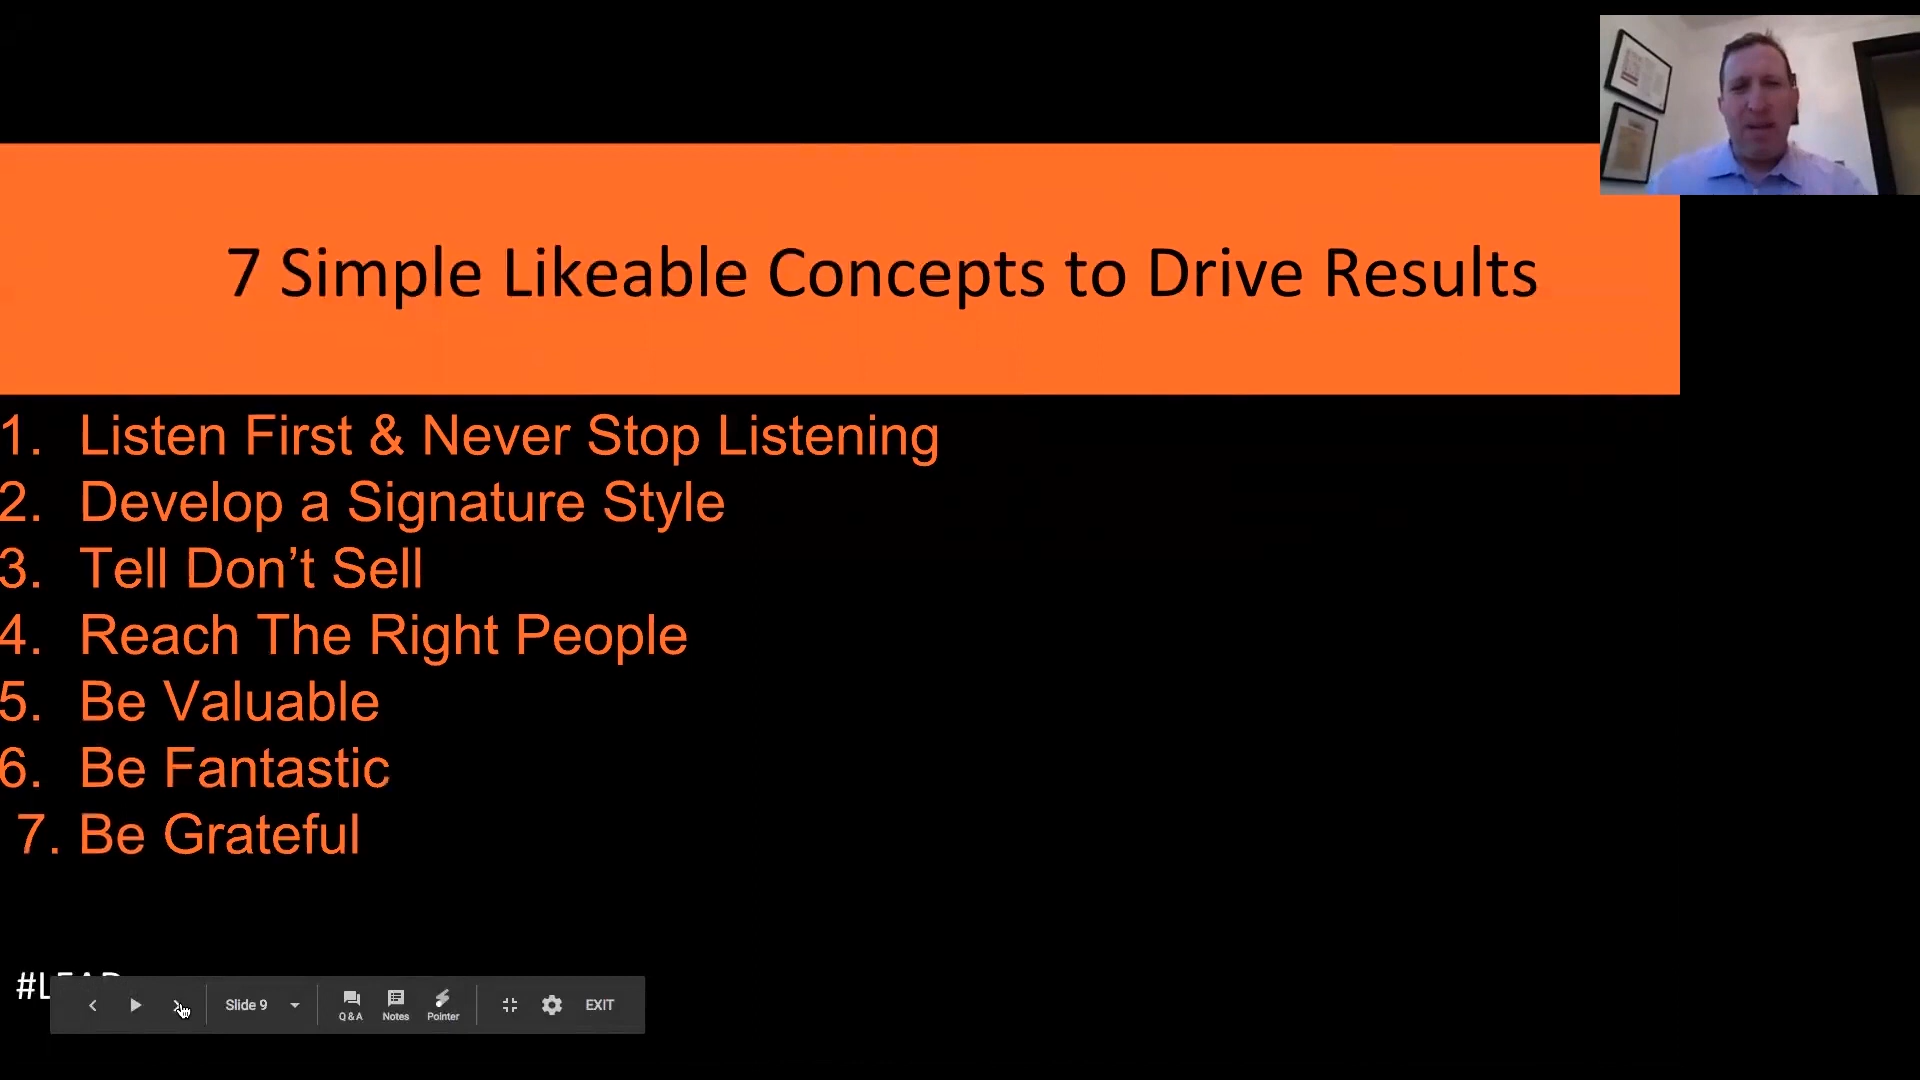 7 Simple Likeable Concepts to Drive Results
1. Listen First & Never Stop Listening
2. Develop a Signature Style
3. Tell Don’t Sell
4. Reach The Right People
5. Be Valuable
6. Be Fantastic
7. Be Grateful
#LEAD
Slide 9
Q&A
Notes
Pointer
EXIT